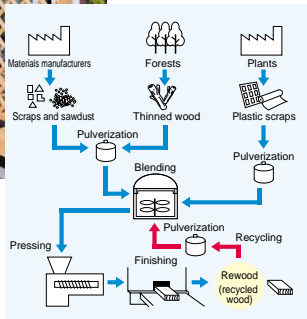 Materials manufacturers
Forests
Plants
Scraps and sawdust
Thinned wood
Plastic scraps
Pulverization
Pulverization
Blending
Pulverization
Recycling
Pressing
Finishing
Rewood
(recycled
wood)